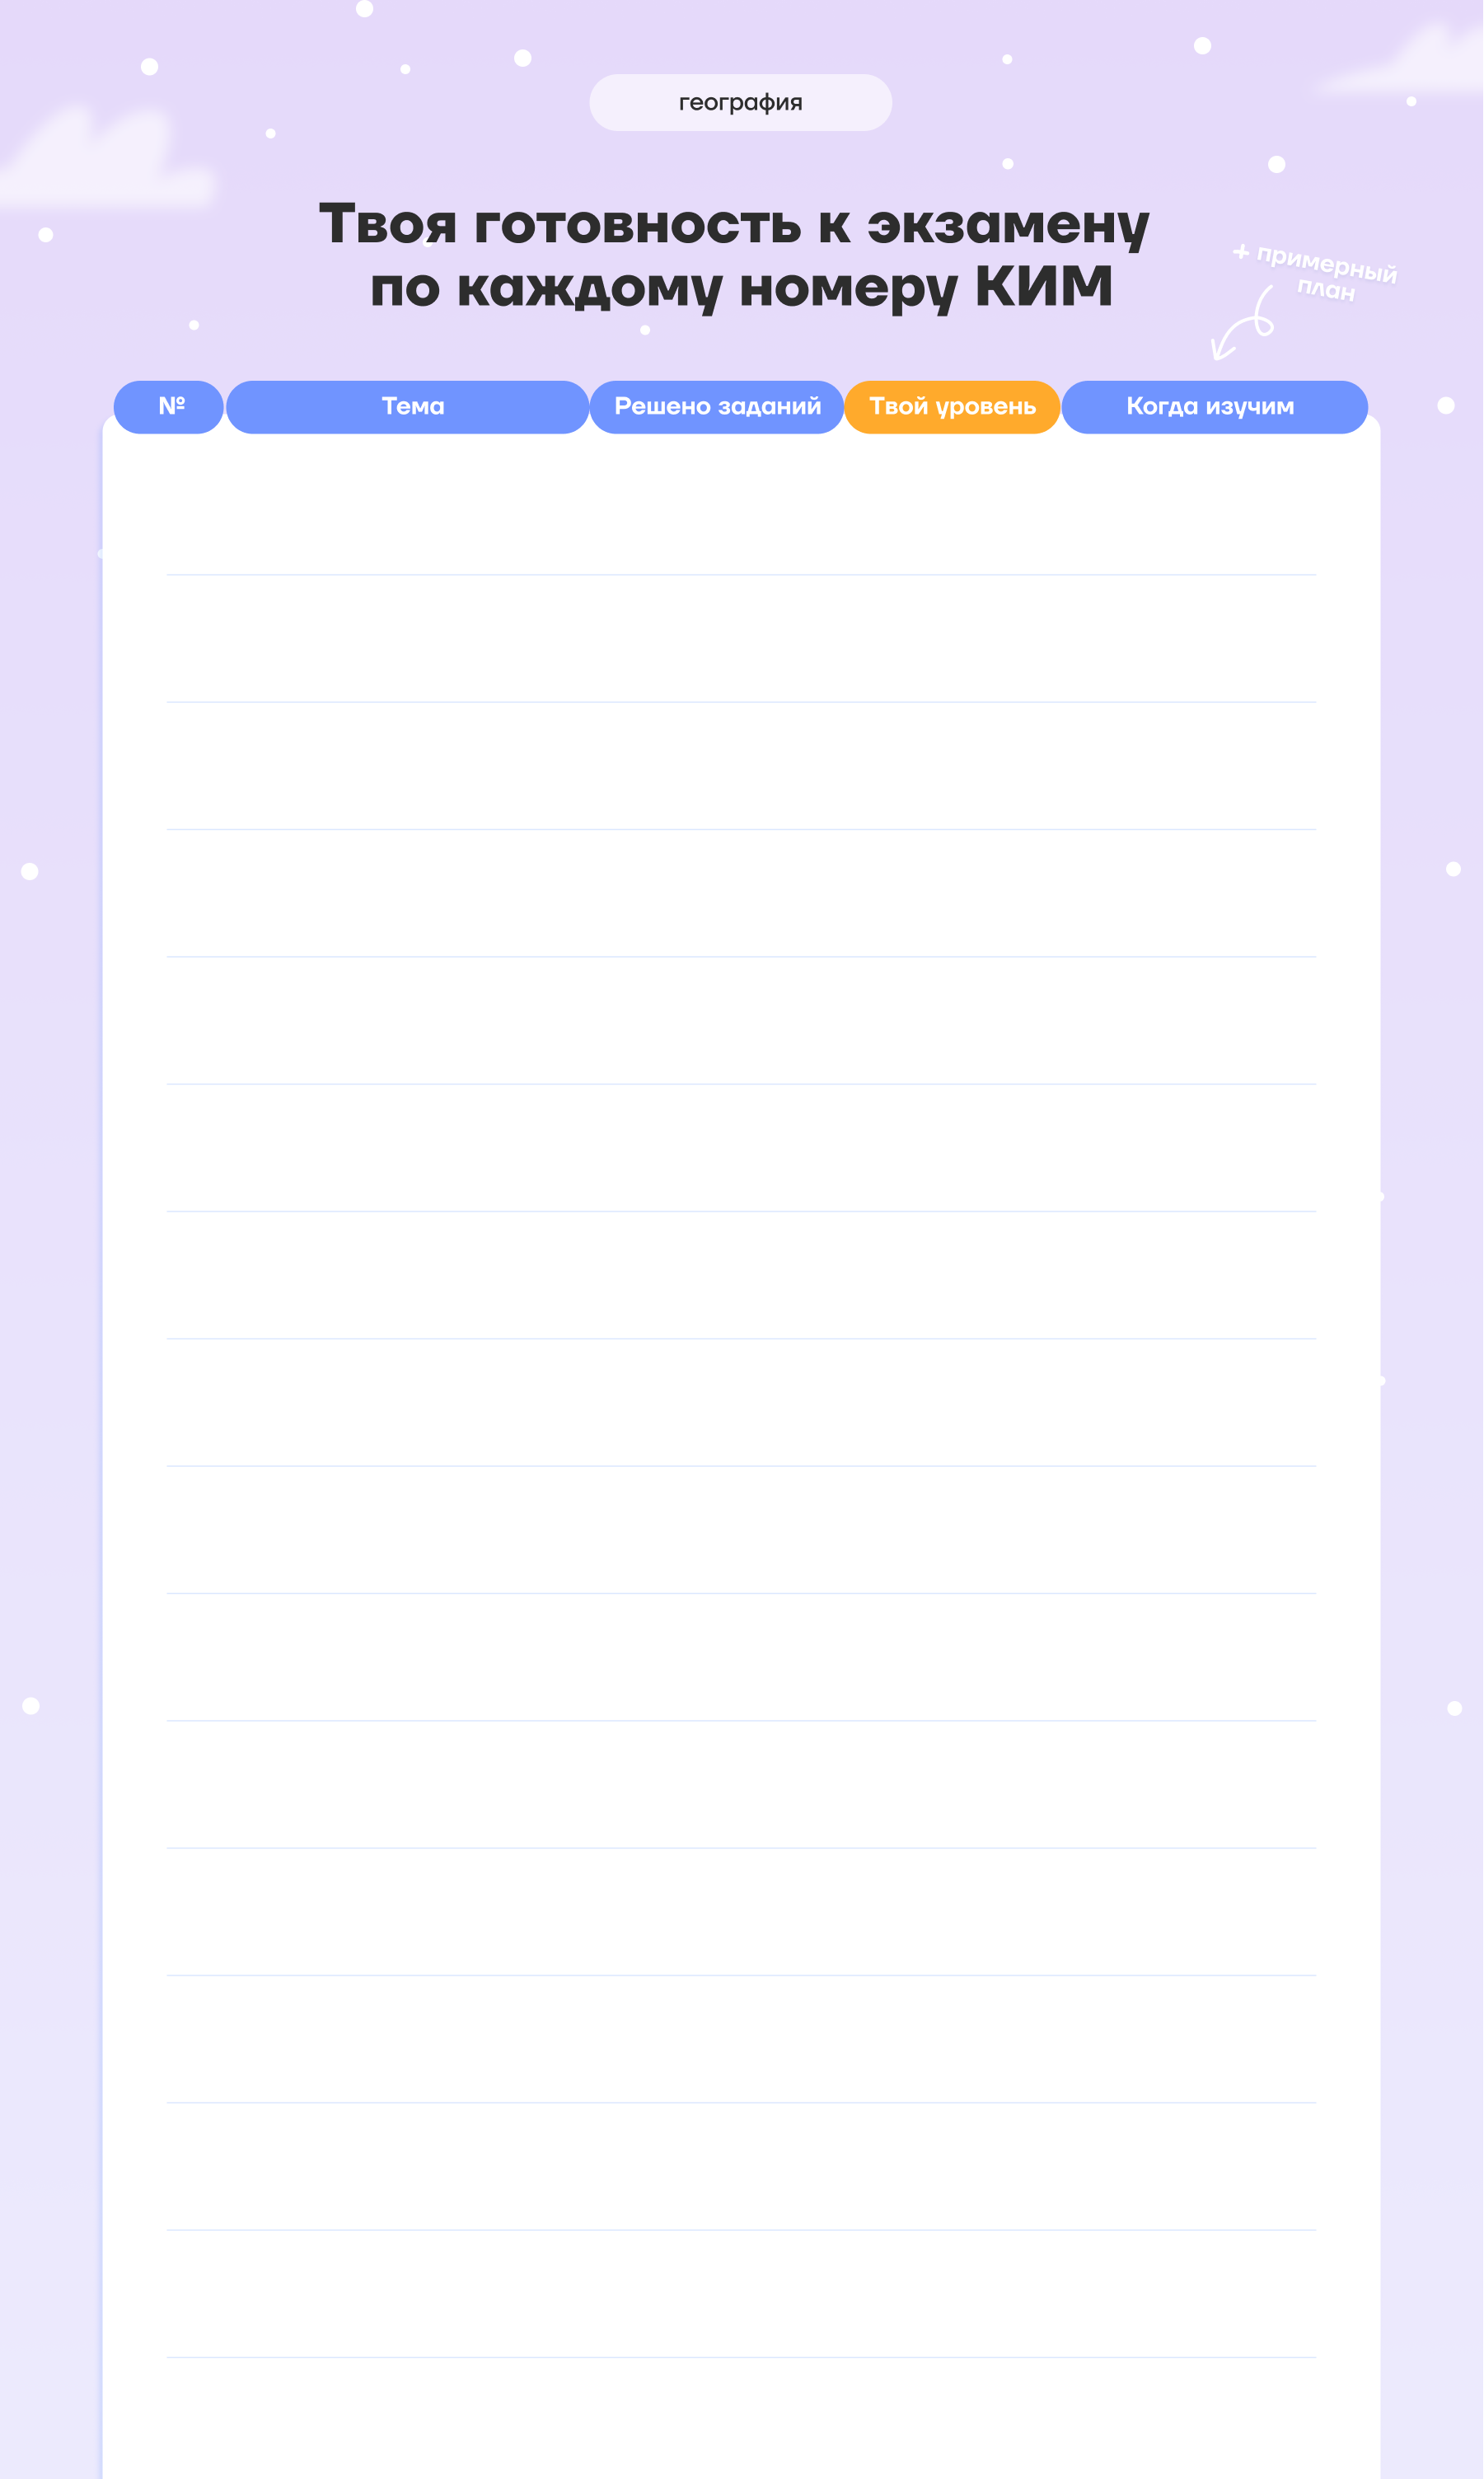 география
Твоя готовность к экзамену
по каждому номеру КИМ
+ примерный
план
№
Тема
Решено заданий
Твой уровень
Когда изучим